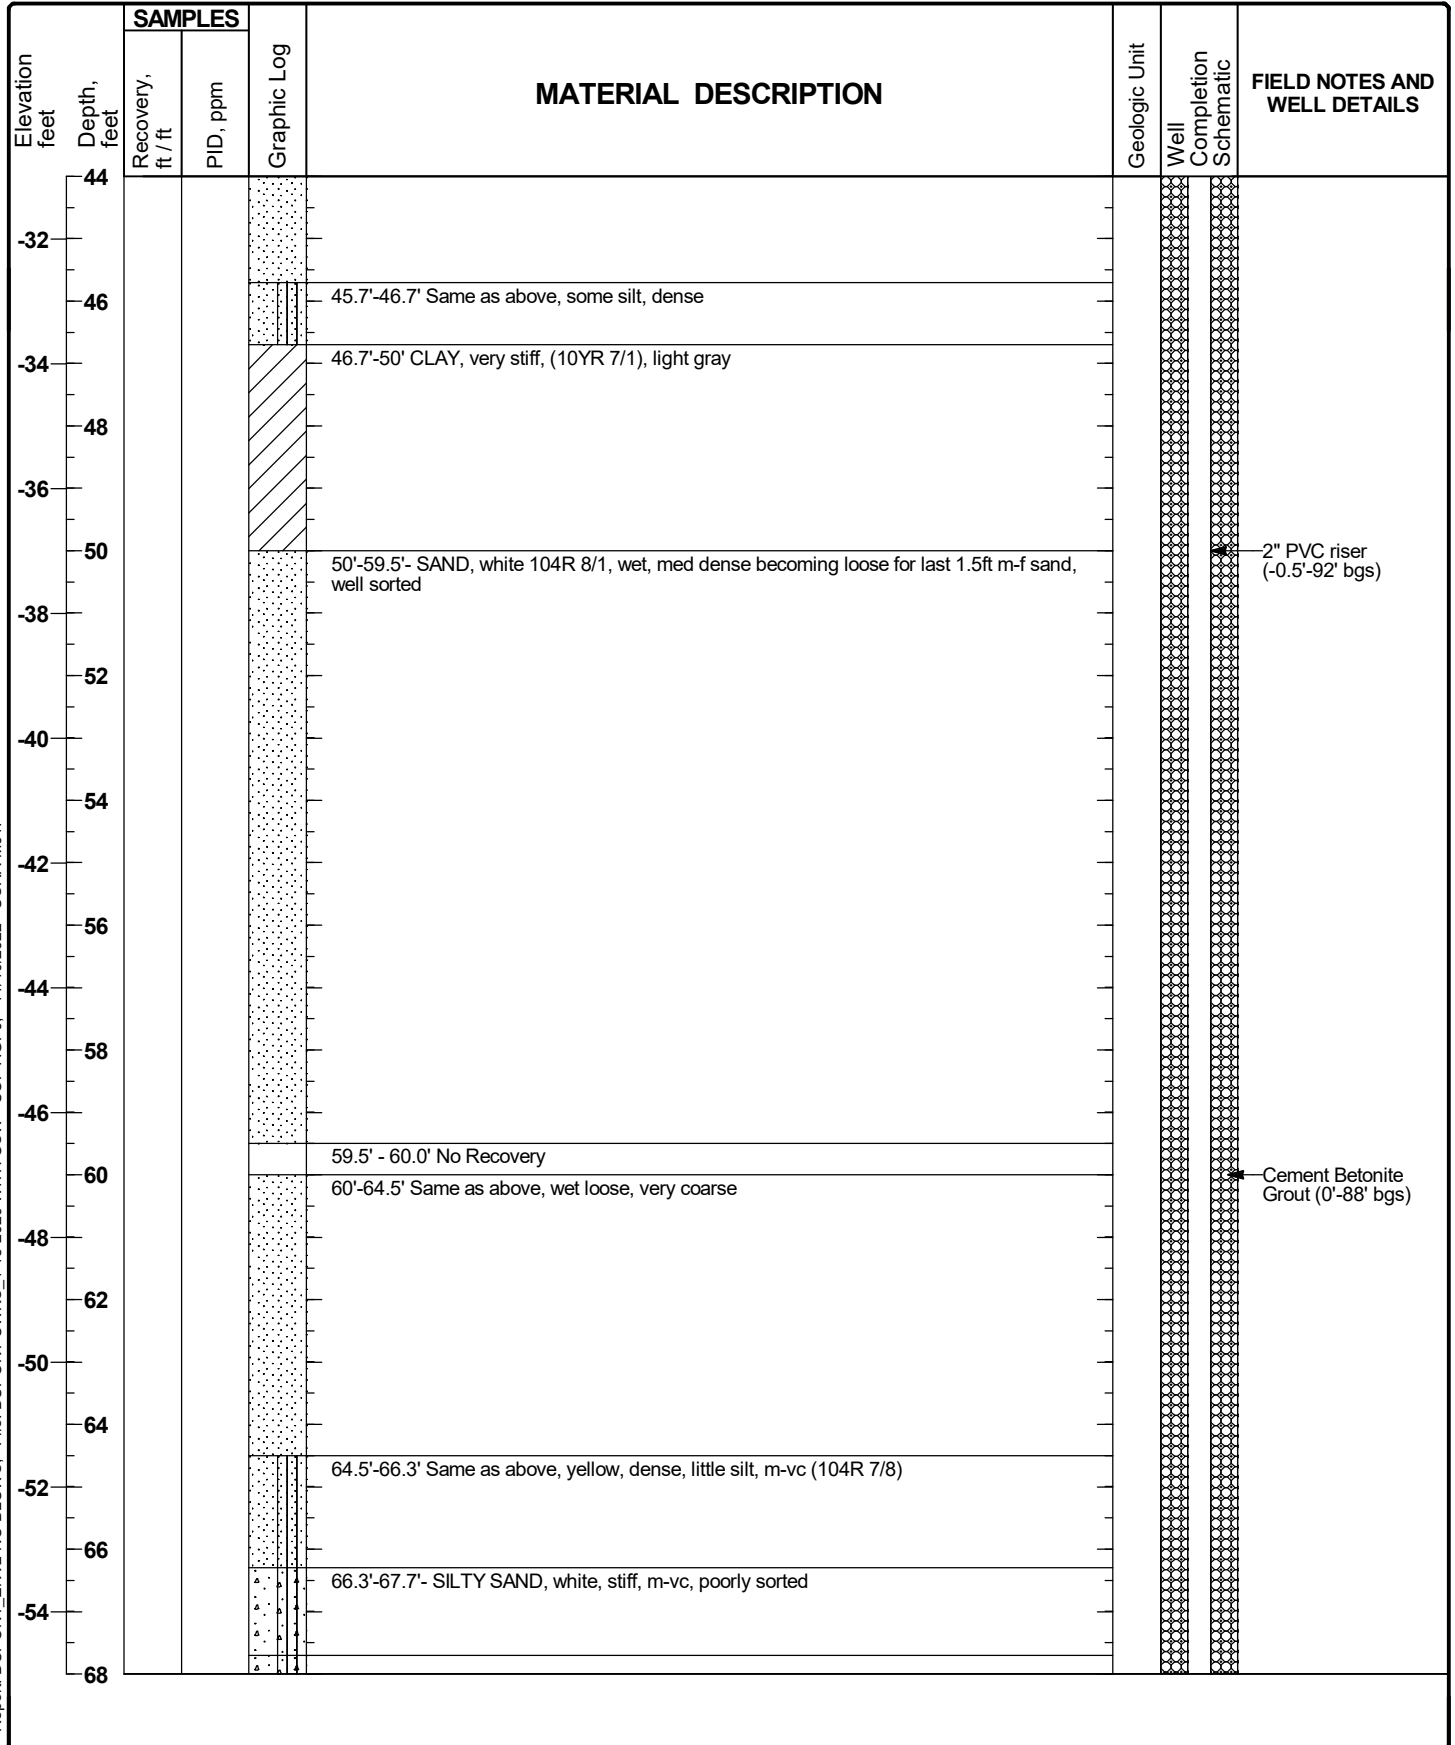 SAMPLES
Elevation
feet
Depth,
feet
Recovery,
ft / ft
PID, ppm
Graphic Log
MATERIAL DESCRIPTION
Geologic Unit
Well
Completion
Schematic
FIELD NOTES AND
WELL DETAILS
44
-32
45.7'-46.7' Same as above, some silt, dense
46
46.7'-50' CLAY, very stiff, (10YR 7/1), light gray
-34
48
-36
50
50'-59.5'- SAND, white 104R 8/1, wet, med dense becoming loose for last 1.5ft m-f sand,
well sorted
2" PVC riser
(-0.5'-92' bgs)
-38
52
-40
54
-42
56
-44
58
-46
59.5' - 60.0' No Recovery
60
60'-64.5' Same as above, wet loose, very coarse
Cement Betonite
Grout (0'-88' bgs)
-48
62
-50
64
64.5'-66.3' Same as above, yellow, dense, little silt, m-vc (104R 7/8)
-52
66
66.3'-67.7'- SILTY SAND, white, stiff, m-vc, poorly sorted
-54
68